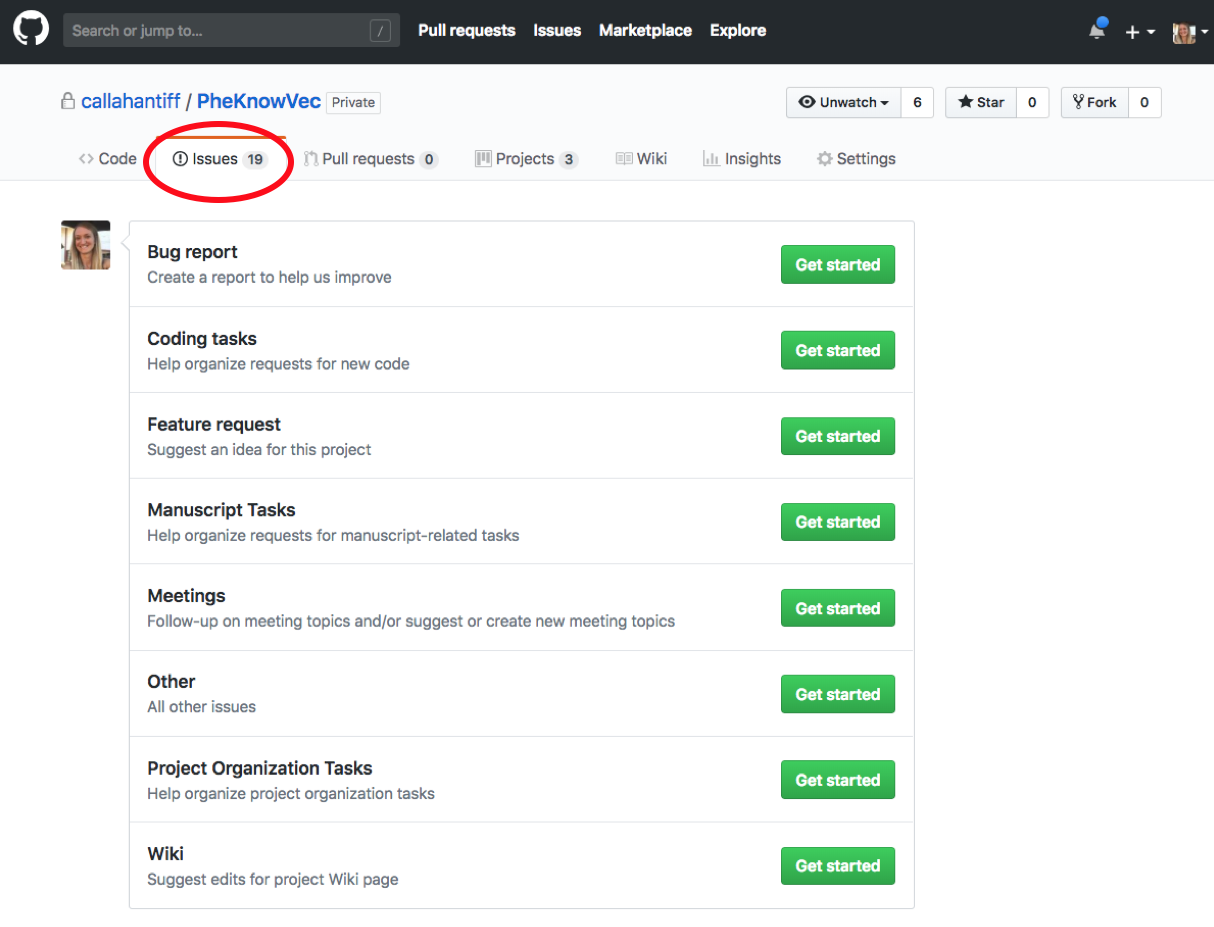 Search or jump to... / Pull requests Issues Marketplace Explore
callahantiff / PheKnowVec Private Unwatch 6 Star 0 Fork 0
Code Issues 19 Pull requests 0 Projects 3 Wiki Insights Settings
Bug report
Create a report to help us improve
Get started
Coding tasks
Help organize requests for new code
Get started
Feature request
Suggest an idea for this project
Get started
Manuscript Tasks
Help organize requests for manuscript-related tasks
Get started
Meetings
Follow-up on meeting topics and/or suggest or create new meeting topics
Get started
Other
All other issues
Get started
Project Organization Tasks
Help organize project organization tasks
Get started
Wiki
Suggest edits for project Wiki page
Get started